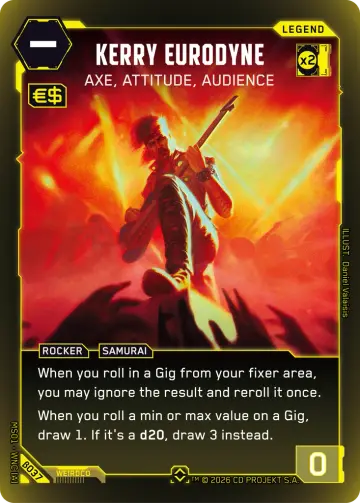 LEGEND
KERRY EURODYNE
x2
AXE, ATTITUDE, AUDIENCE
€$
ILLUST. Daniel Valaisis
ROCKER SAMURAI
When you roll in a Gig from your fixer area,
you may ignore the result and reroll it once.
When you roll a min or max value on a Gig,
draw 1. If it's a d20, draw 3 instead.
WEIRDCO
™ © 2026 CD PROJEKT S.A.
0